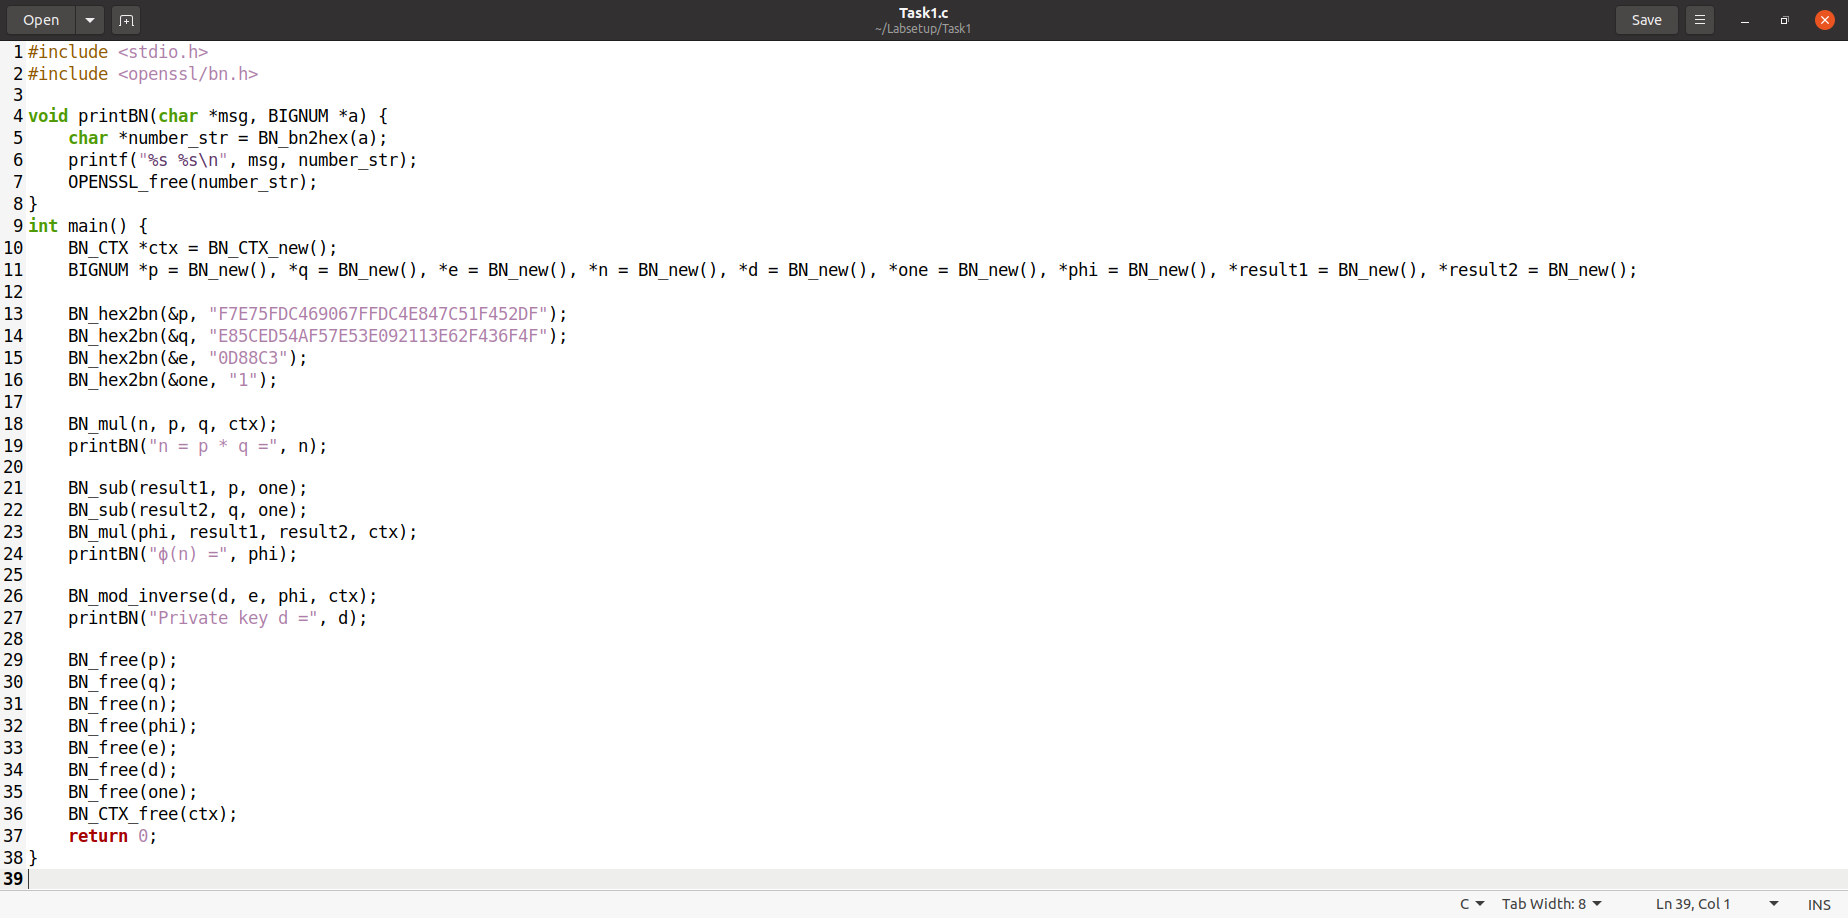 Open
Task1.c
~/Labsetup/Task1
Save
1 #include <stdio.h>
2 #include <openssl/bn.h>
3
4 void printBN(char *msg, BIGNUM *a) {
5     char *number_str = BN_bn2hex(a);
6     printf("%s %s\n", msg, number_str);
7     OPENSSL_free(number_str);
8 }
9 int main() {
10     BN_CTX *ctx = BN_CTX_new();
11     BIGNUM *p = BN_new(), *q = BN_new(), *e = BN_new(), *n = BN_new(), *d = BN_new(), *one = BN_new(), *phi = BN_new(), *result1 = BN_new(), *result2 = BN_new();
12
13     BN_hex2bn(&p, "F7E75FDC469067FFDC4E847C51F452DF");
14     BN_hex2bn(&q, "E85CED54AF57E53E092113E62F436F4F");
15     BN_hex2bn(&e, "0D88C3");
16     BN_hex2bn(&one, "1");
17
18     BN_mul(n, p, q, ctx);
19     printBN("n = p * q =", n);
20
21     BN_sub(result1, p, one);
22     BN_sub(result2, q, one);
23     BN_mul(phi, result1, result2, ctx);
24     printBN("ϕ(n) =", phi);
25
26     BN_mod_inverse(d, e, phi, ctx);
27     printBN("Private key d =", d);
28
29     BN_free(p);
30     BN_free(q);
31     BN_free(n);
32     BN_free(phi);
33     BN_free(e);
34     BN_free(d);
35     BN_free(one);
36     BN_CTX_free(ctx);
37     return 0;
38 }
39
C Tab Width: 8 Ln 39, Col 1 INS